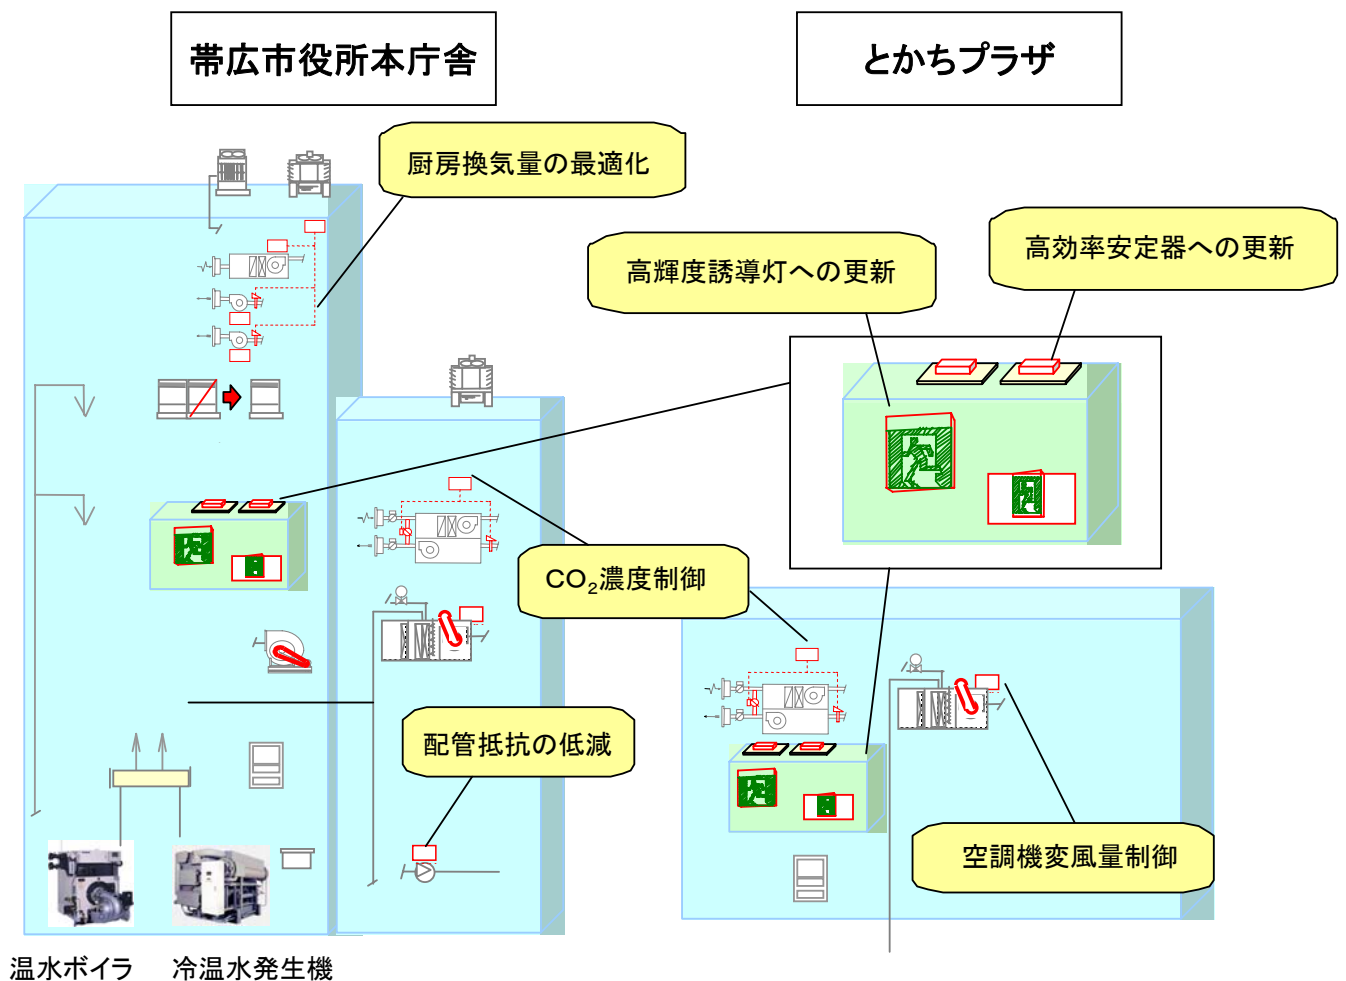 帯広市役所本庁舎
とかちプラザ
厨房換気量の最適化
高輝度誘導灯への更新
高効率安定器への更新
CO₂濃度制御
配管抵抗の低減
空調機変風量制御
温水ボイラ
冷温水発生機